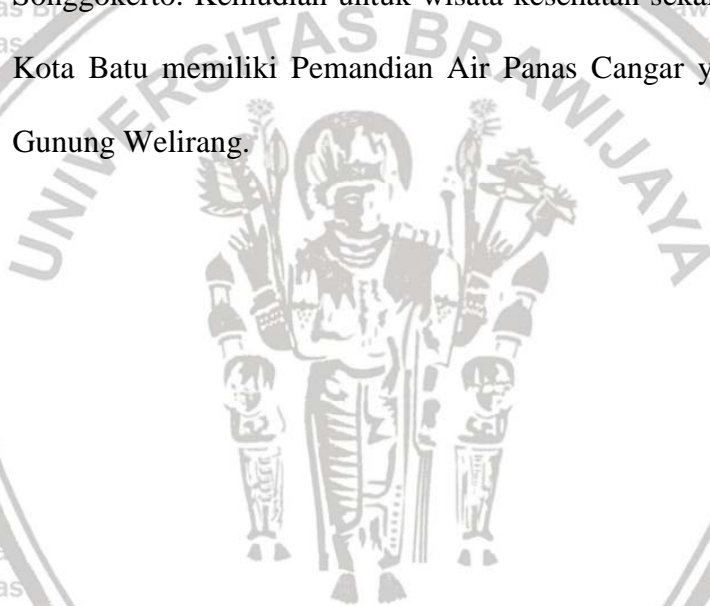 Songgokerto. Kemudian untuk wisata kesehatan
Kota Batu memiliki Pemandian Air Panas Cangar
Gunung Welirang.
UNIVERSITAS BRAWIJAYA